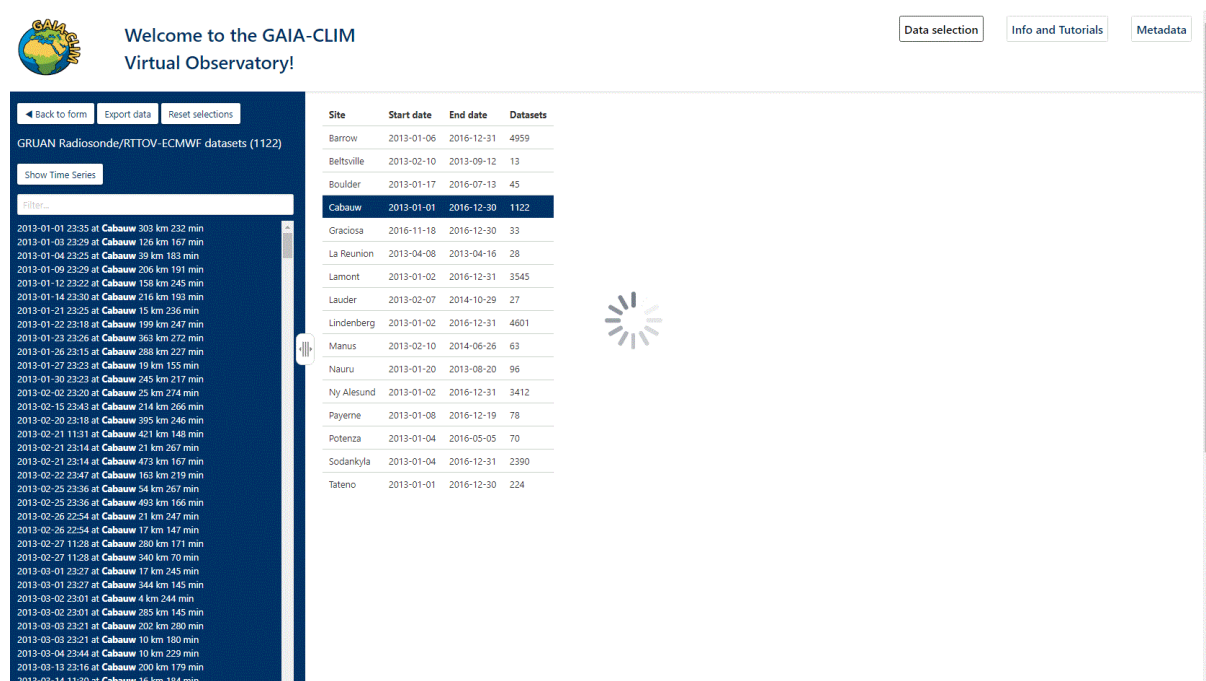 GAIA-CLIM
Welcome to the GAIA-CLIM
Virtual Observatory!
Data selection Info and Tutorials Metadata
◀ Back to form Export data Reset selections
GRUAN Radiosonde/RTTOV-ECMWF datasets (1122)
Show Time Series
Filter...
2013-01-01 23:35 at Cabauw 303 km 232 min
2013-01-03 23:29 at Cabauw 126 km 167 min
2013-01-04 23:25 at Cabauw 39 km 183 min
2013-01-09 23:29 at Cabauw 206 km 191 min
2013-01-12 23:22 at Cabauw 158 km 245 min
2013-01-14 23:30 at Cabauw 216 km 193 min
2013-01-21 23:25 at Cabauw 15 km 236 min
2013-01-22 23:18 at Cabauw 199 km 247 min
2013-01-23 23:26 at Cabauw 363 km 272 min
2013-01-26 23:15 at Cabauw 288 km 227 min
2013-01-27 23:23 at Cabauw 19 km 155 min
2013-01-30 23:23 at Cabauw 245 km 217 min
2013-02-02 23:20 at Cabauw 25 km 274 min
2013-02-15 23:43 at Cabauw 214 km 266 min
2013-02-20 23:18 at Cabauw 395 km 246 min
2013-02-21 11:31 at Cabauw 421 km 148 min
2013-02-21 23:14 at Cabauw 21 km 267 min
2013-02-21 23:14 at Cabauw 473 km 167 min
2013-02-22 23:47 at Cabauw 163 km 219 min
2013-02-25 23:36 at Cabauw 54 km 267 min
2013-02-25 23:36 at Cabauw 493 km 166 min
2013-02-26 22:54 at Cabauw 21 km 247 min
2013-02-26 22:54 at Cabauw 17 km 147 min
2013-02-27 11:28 at Cabauw 280 km 171 min
2013-02-27 11:28 at Cabauw 340 km 70 min
2013-03-01 23:27 at Cabauw 17 km 245 min
2013-03-01 23:27 at Cabauw 344 km 145 min
2013-03-02 23:01 at Cabauw 4 km 244 min
2013-03-02 23:01 at Cabauw 285 km 145 min
2013-03-03 23:21 at Cabauw 202 km 280 min
2013-03-03 23:21 at Cabauw 10 km 180 min
2013-03-04 23:44 at Cabauw 10 km 229 min
2013-03-13 23:16 at Cabauw 200 km 179 min
2013-03-14 11:30 at Cabauw 16 km 184 min
Site Start date End date Datasets
Barrow 2013-01-06 2016-12-31 4959
Beltsville 2013-02-10 2013-09-12 13
Boulder 2013-01-17 2016-07-13 45
Cabauw 2013-01-01 2016-12-30 1122
Graciosa 2016-11-18 2016-12-30 33
La Reunion 2013-04-08 2013-04-16 28
Lamont 2013-01-02 2016-12-31 3545
Lauder 2013-02-07 2014-10-29 27
Lindenberg 2013-01-02 2016-12-31 4601
Manus 2013-02-10 2014-06-26 63
Nauru 2013-01-20 2013-08-20 96
Ny Alesund 2013-01-02 2016-12-31 3412
Payerne 2013-01-08 2016-12-19 78
Potenza 2013-01-04 2016-05-05 70
Sodankyla 2013-01-04 2016-12-31 2390
Tateno 2013-01-01 2016-12-30 224